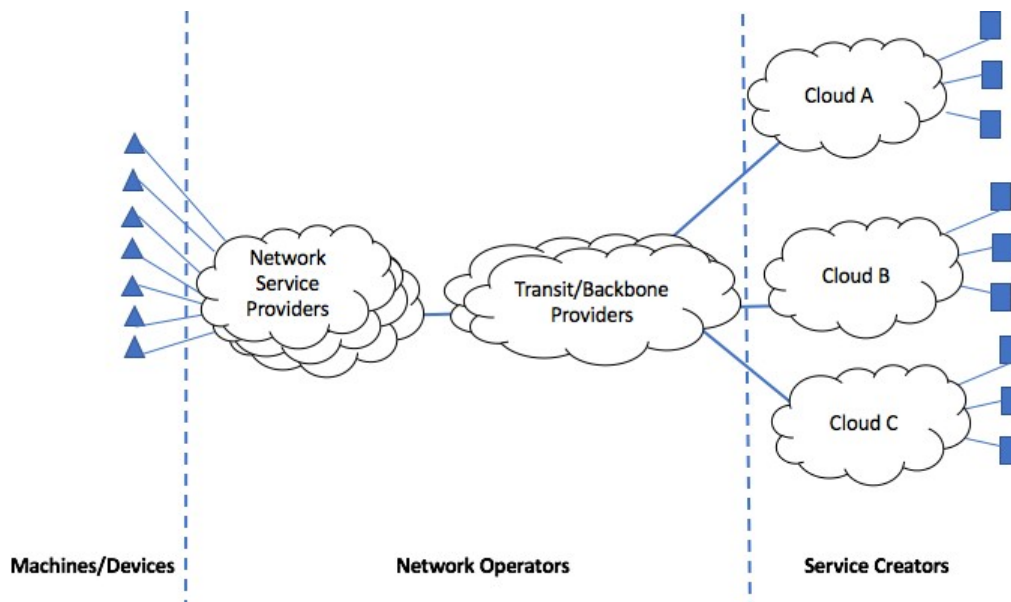 Cloud A
Network
Service
Providers
Transit/Backbone
Providers
Cloud B
Cloud C
Machines/Devices
Network Operators
Service Creators